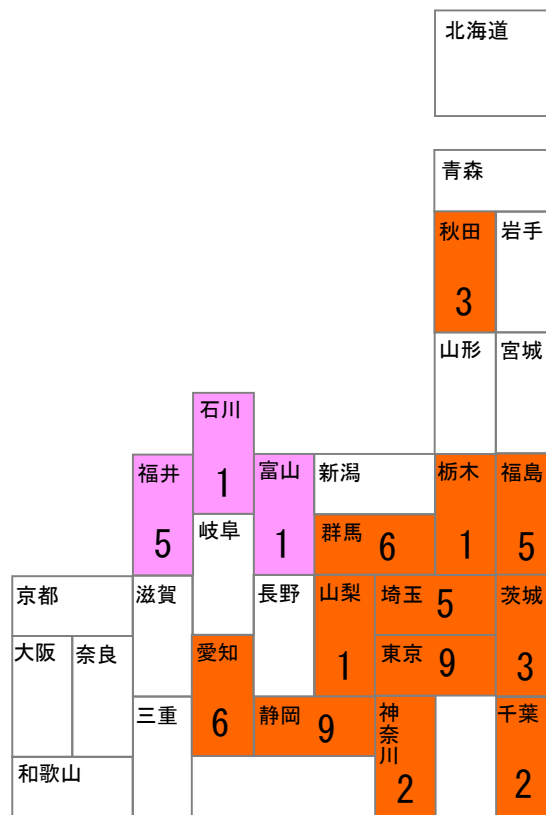 北海道
青森
秋田
3
岩手
山形
宮城
石川
1
福井
5
富山
1
新潟
栃木
1
福島
5
岐阜
群馬
6
京都
滋賀
長野
山梨
1
埼玉
5
茨城
3
大阪
奈良
愛知
6
東京
9
三重
静岡
9
神奈川
2
千葉
2
和歌山